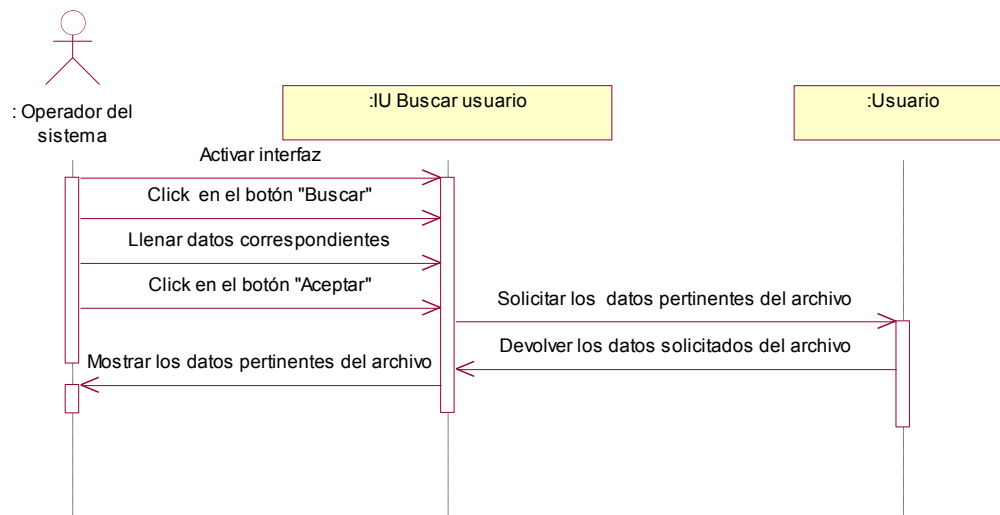 : Operador del
sistema
:IU Buscar usuario
:Usuario
Activar interfaz
Click en el botón "Buscar"
Llenar datos correspondientes
Click en el botón "Aceptar"
Solicitar los datos pertinentes del archivo
Devolver los datos solicitados del archivo
Mostrar los datos pertinentes del archivo